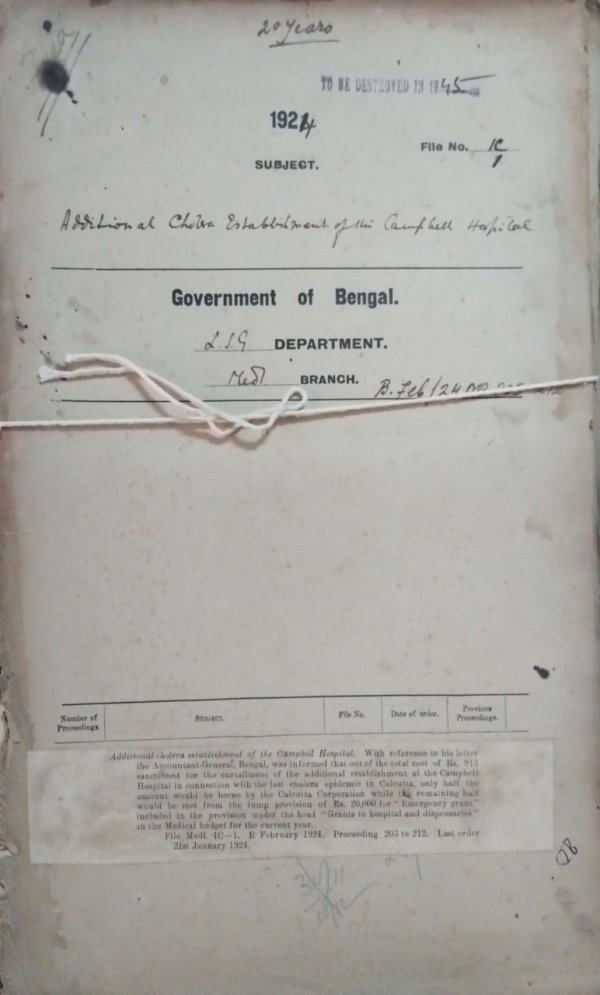 20 Years
TO BE DESTROYED IN 1945
1924
File No. 1C
1
SUBJECT.
Additional Cholera Establishment of the Campbell Hospital
Government of Bengal.
L.S.G DEPARTMENT.
Medl BRANCH.
B. Feb/24
Number of Proceedings. SUBJECT. File No. Date of order. Previous Proceedings.
Additional cholera establishment of the Campbell Hospital. With reference to his letter
the Accountant-General, Bengal, was informed that out of the total cost of Rs. 913
sanctioned for the curtailment of the additional establishment at the Campbell
Hospital in connection with the last cholera epidemic in Calcutta, only half the
amount would be borne by the Calcutta Corporation while the remaining half
would be met from the lump provision of Rs. 20,000 for "Emergency grant"
included in the provision under the head "Grants to hospital and dispensaries"
in the Medical budget for the current year.
File Medl. 1C—1. B February 1924. Proceeding 203 to 212. Last order
21st January 1924.